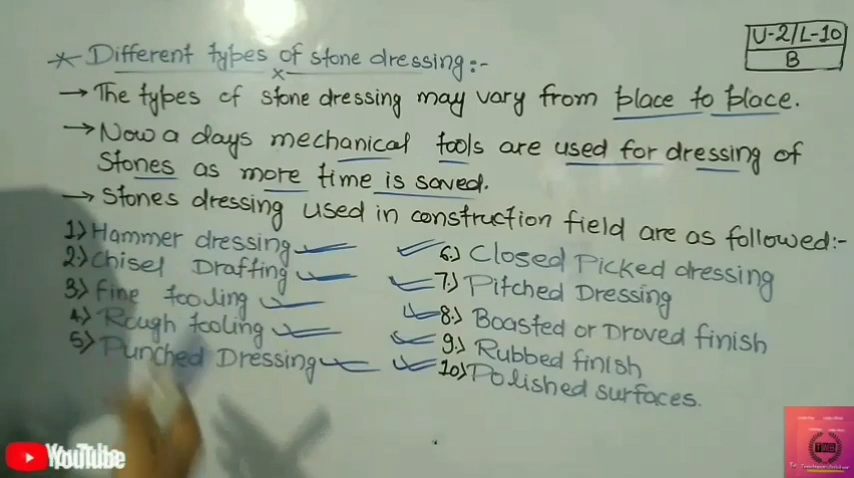 U-2/L-10
B
* Different types of stone dressing:-
x
→ The types of stone dressing may vary from place to place.
→ Now a days mechanical tools are used for dressing of
Stones as more time is saved.
→ Stones dressing used in construction field are as followed:-
1) Hammer dressing
2) Chisel Drafting
3) Fine tooling
4) Rough tooling
5) Punched Dressing
6) Closed Picked dressing
7) Pitched Dressing
8) Boasted or Droved finish
9) Rubbed finish
10) Polished surfaces.
YouTube